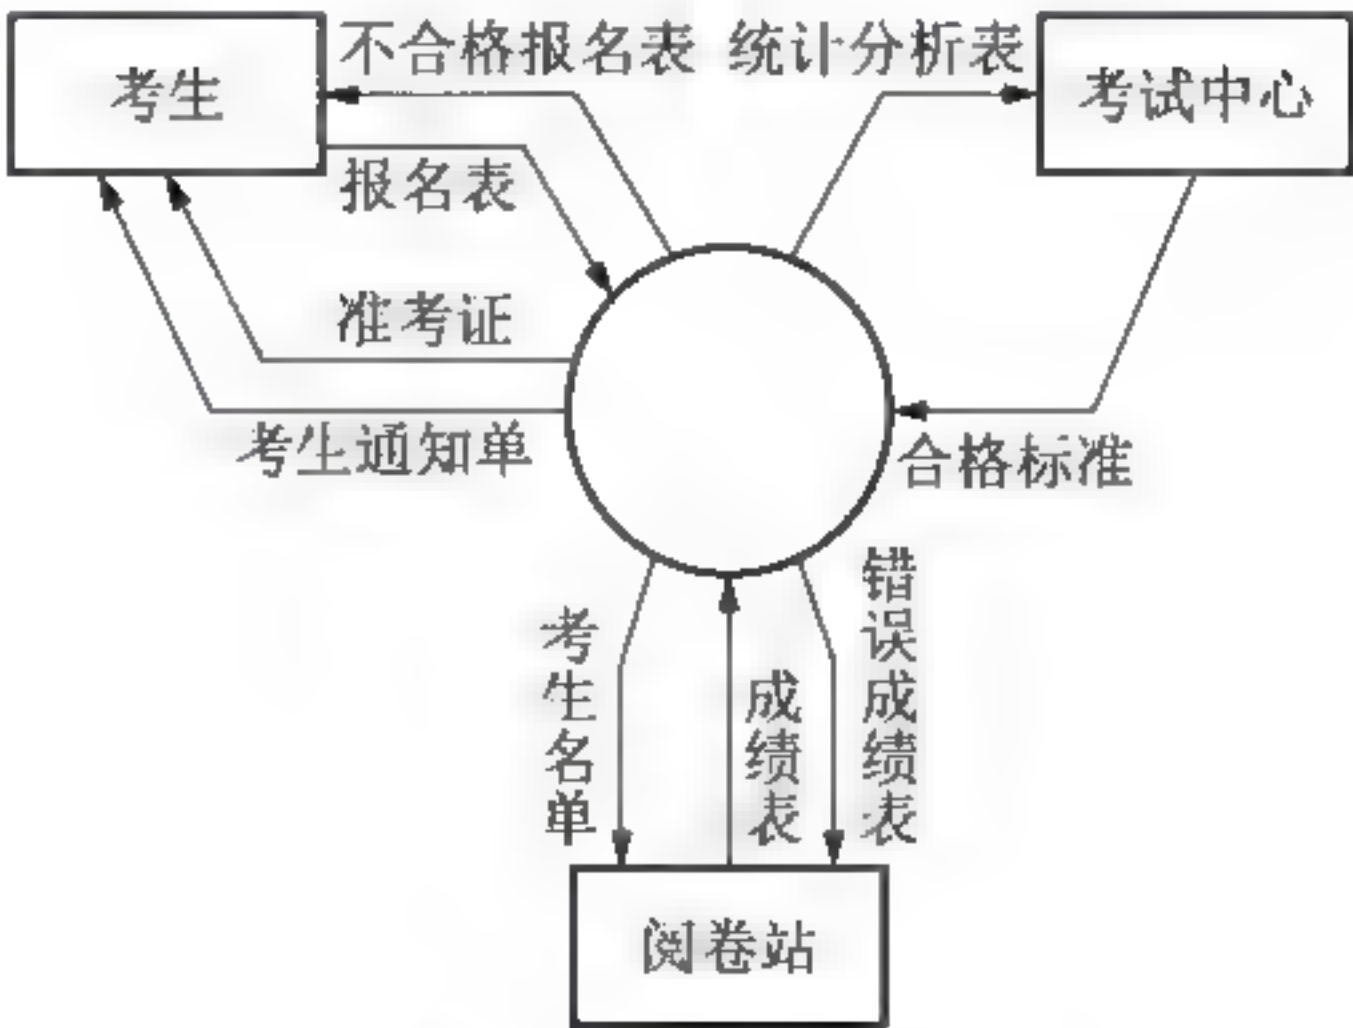 不合格报名表
统计分析表
考生
考试中心
报名表
准考证
考生通知单
合格标准
考生名单
成绩表
错误成绩表
阅卷站